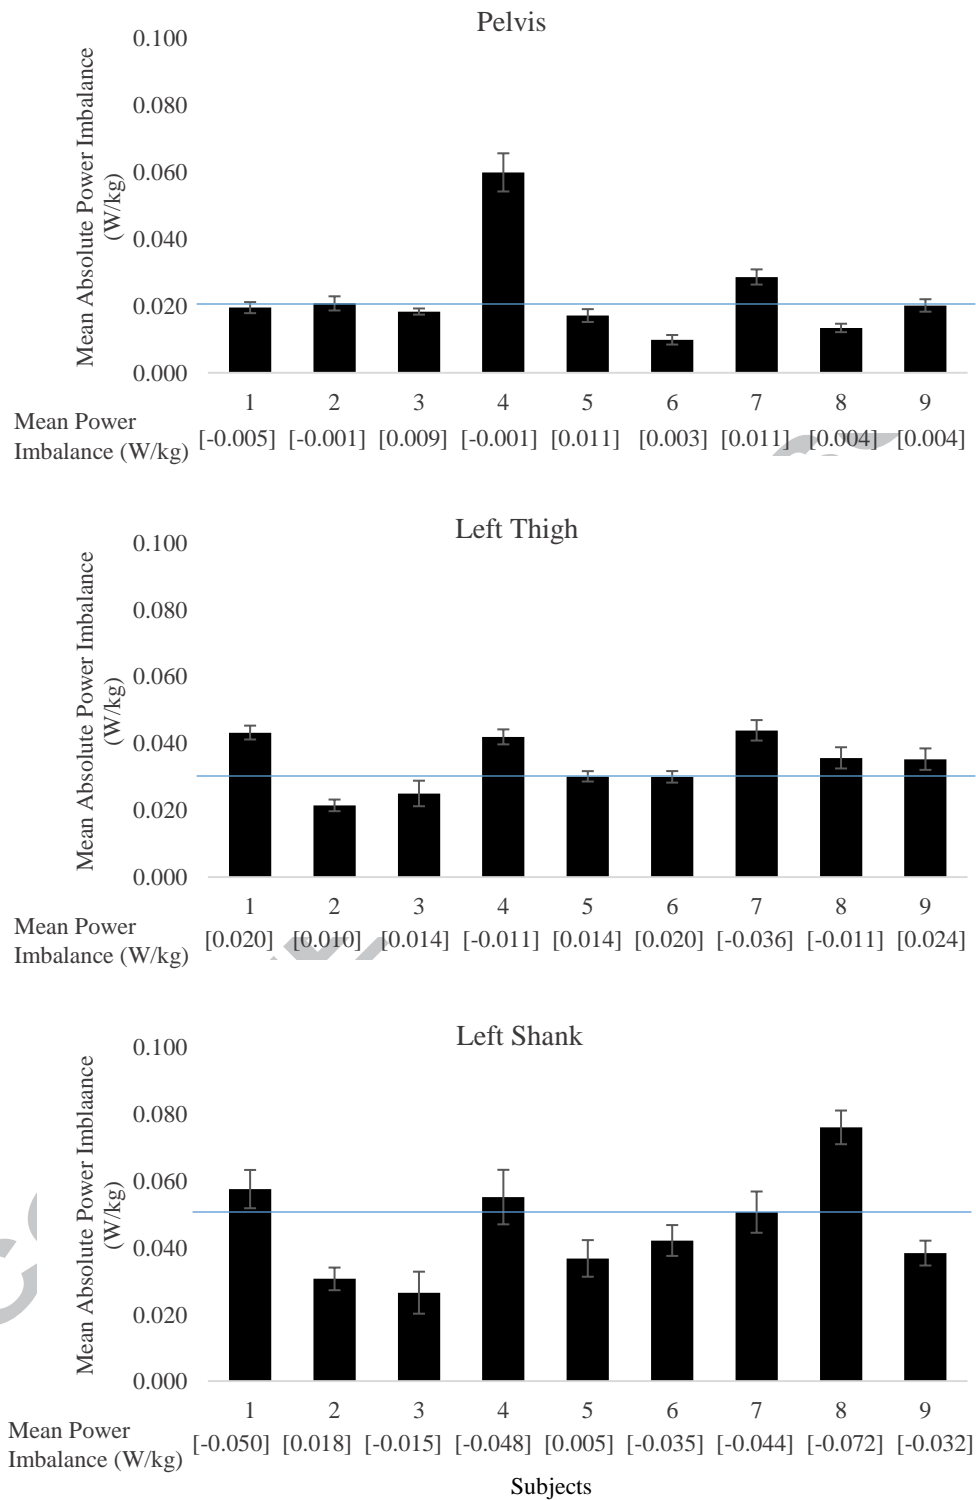 Pelvis
Mean Absolute Power Imbalance
(W/kg)
0.100
0.080
0.060
0.040
0.020
0.000
1 2 3 4 5 6 7 8 9
Mean Power
Imbalance (W/kg)
[-0.005] [-0.001] [0.009] [-0.001] [0.011] [0.003] [0.011] [0.004] [0.004]
Left Thigh
Mean Absolute Power Imbalance
(W/kg)
0.100
0.080
0.060
0.040
0.020
0.000
1 2 3 4 5 6 7 8 9
Mean Power
Imbalance (W/kg)
[0.020] [0.010] [0.014] [-0.011] [0.014] [0.020] [-0.036] [-0.011] [0.024]
Left Shank
Mean Absolute Power Imblaance
(W/kg)
0.100
0.080
0.060
0.040
0.020
0.000
1 2 3 4 5 6 7 8 9
Mean Power
Imbalance (W/kg)
[-0.050] [0.018] [-0.015] [-0.048] [0.005] [-0.035] [-0.044] [-0.072] [-0.032]
Subjects